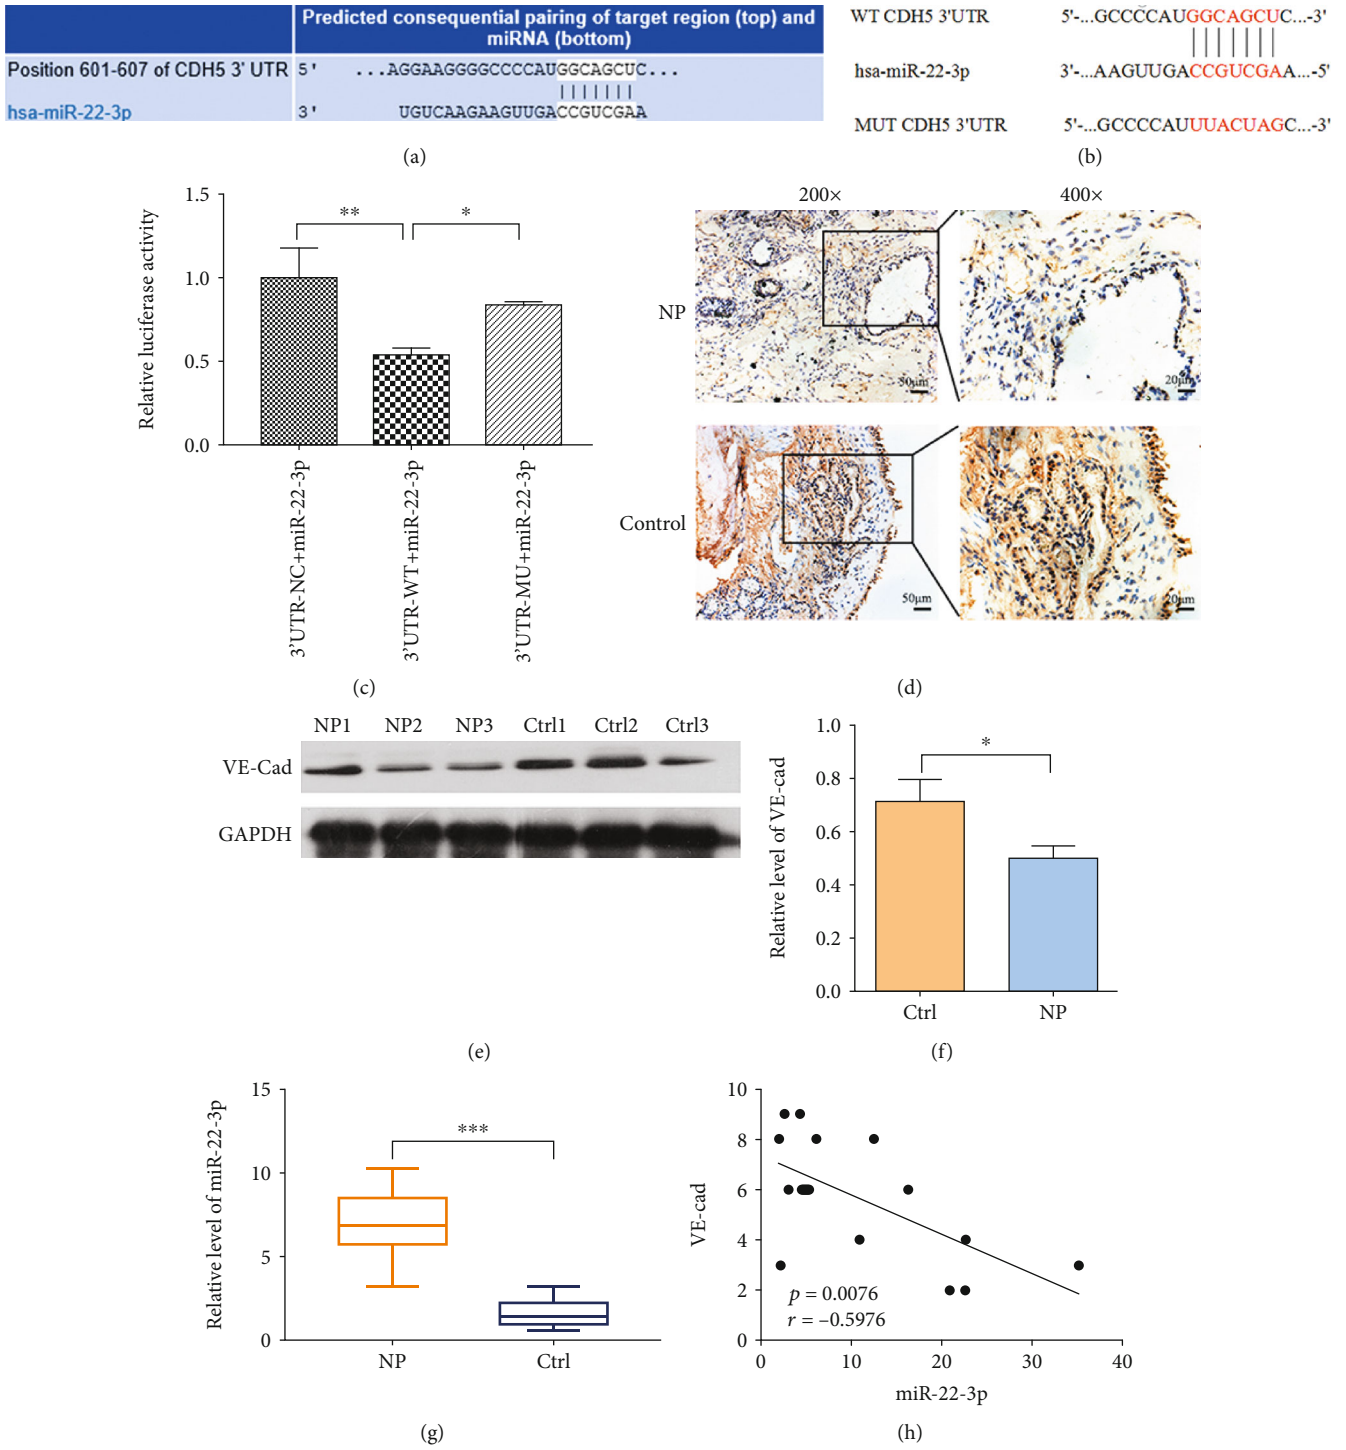 Predicted consequential pairing of target region (top) and
miRNA (bottom)
Position 601-607 of CDH5 3' UTR 5' ...AGGAAGGGGCCCCAUGGCAGCUC...
hsa-miR-22-3p 3' UGUCAAGAAGUUGACCGUCGAA
(a)
WT CDH5 3'UTR 5'-...GCCCCAUGGCAGCUC...-3'
hsa-miR-22-3p 3'-...AAGUUGACCGUCGAA...-5'
MUT CDH5 3'UTR 5'-...GCCCCAUUUACUAGC...-3'
(b)
Relative luciferase activity
1.5
1.0
0.5
0.0
** *
3'UTR-NC+miR-22-3p
3'UTR-WT+miR-22-3p
3'UTR-MU+miR-22-3p
(c)
200× 400×
NP
50μm 20μm
Control
50μm 20μm
(d)
NP1 NP2 NP3 Ctrl1 Ctrl2 Ctrl3
VE-Cad
GAPDH
(e)
Relative level of VE-cad
1.0
0.8
0.6
0.4
0.2
0.0
*
Ctrl NP
(f)
Relative level of miR-22-3p
15
10
5
0
***
NP Ctrl
(g)
VE-cad
10
8
6
4
2
0
p = 0.0076
r = –0.5976
0 10 20 30 40
miR-22-3p
(h)